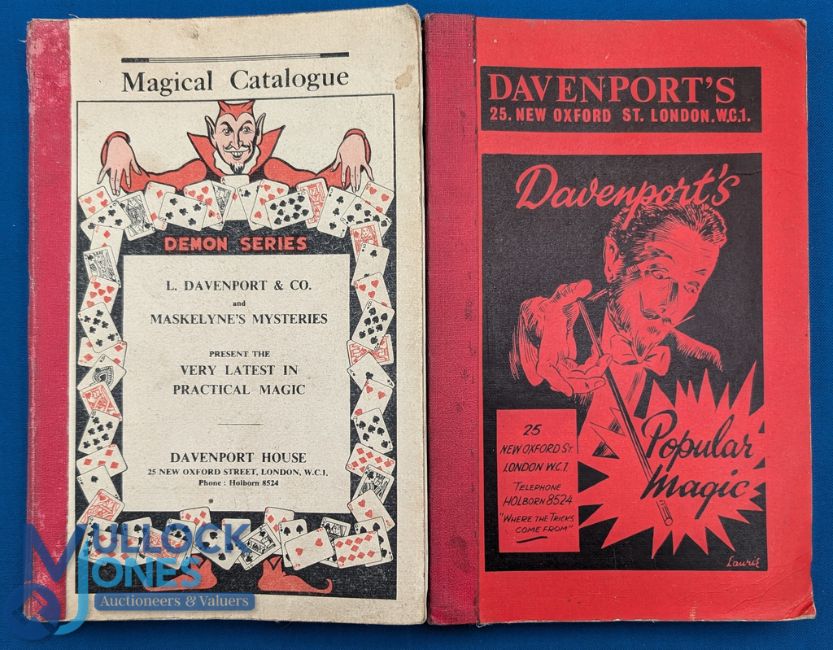 Magical Catalogue
DEMON SERIES
L. DAVENPORT & CO.
and
MASKELYNE'S MYSTERIES
PRESENT THE
VERY LATEST IN
PRACTICAL MAGIC
DAVENPORT HOUSE
25 NEW OXFORD STREET, LONDON, W.C.1,
Phone : Holborn 8524
MULLOCK
JONES
Auctioneers & Valuers
DAVENPORT'S
25, NEW OXFORD ST. LONDON, W.C.1.
Davenport's
25
NEW OXFORD ST.
LONDON W.C.1
TELEPHONE
HOLBORN 8524
"WHERE THE TRICKS
COME FROM"
Popular
Magic
Laurie